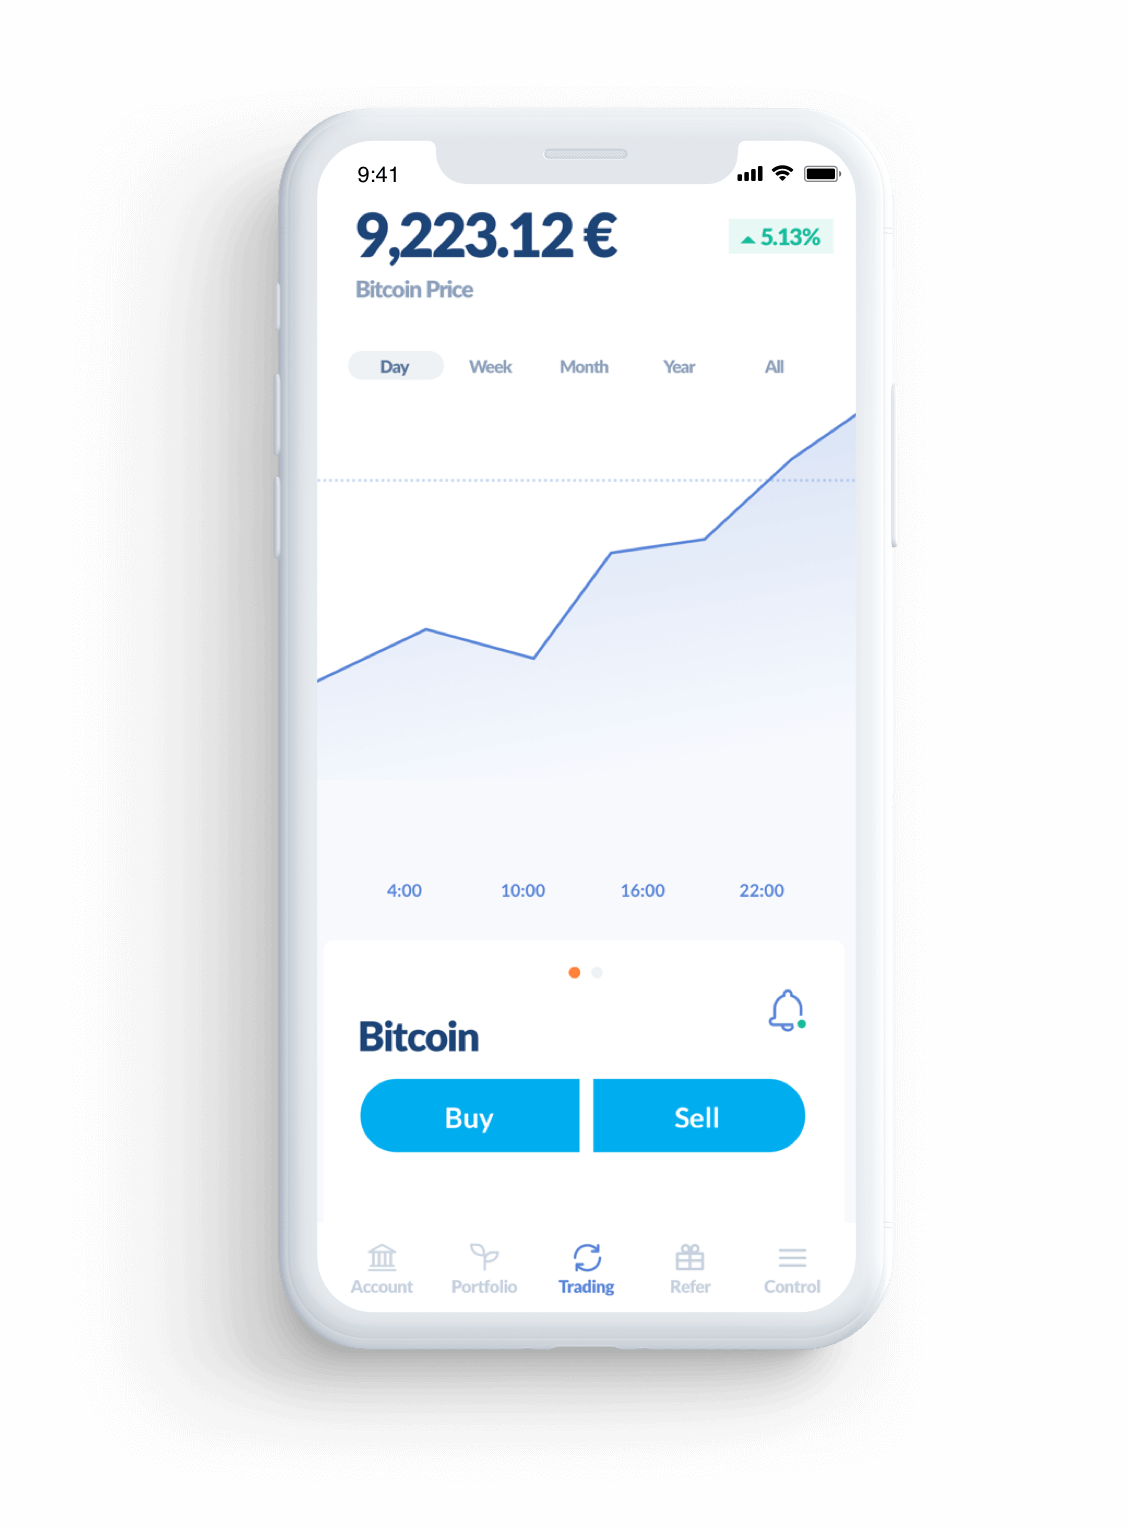 9:41
9,223.12 €
5.13%
Bitcoin Price
Day Week Month Year All
4:00 10:00 16:00 22:00
Bitcoin
Buy Sell
Account Portfolio Trading Refer Control